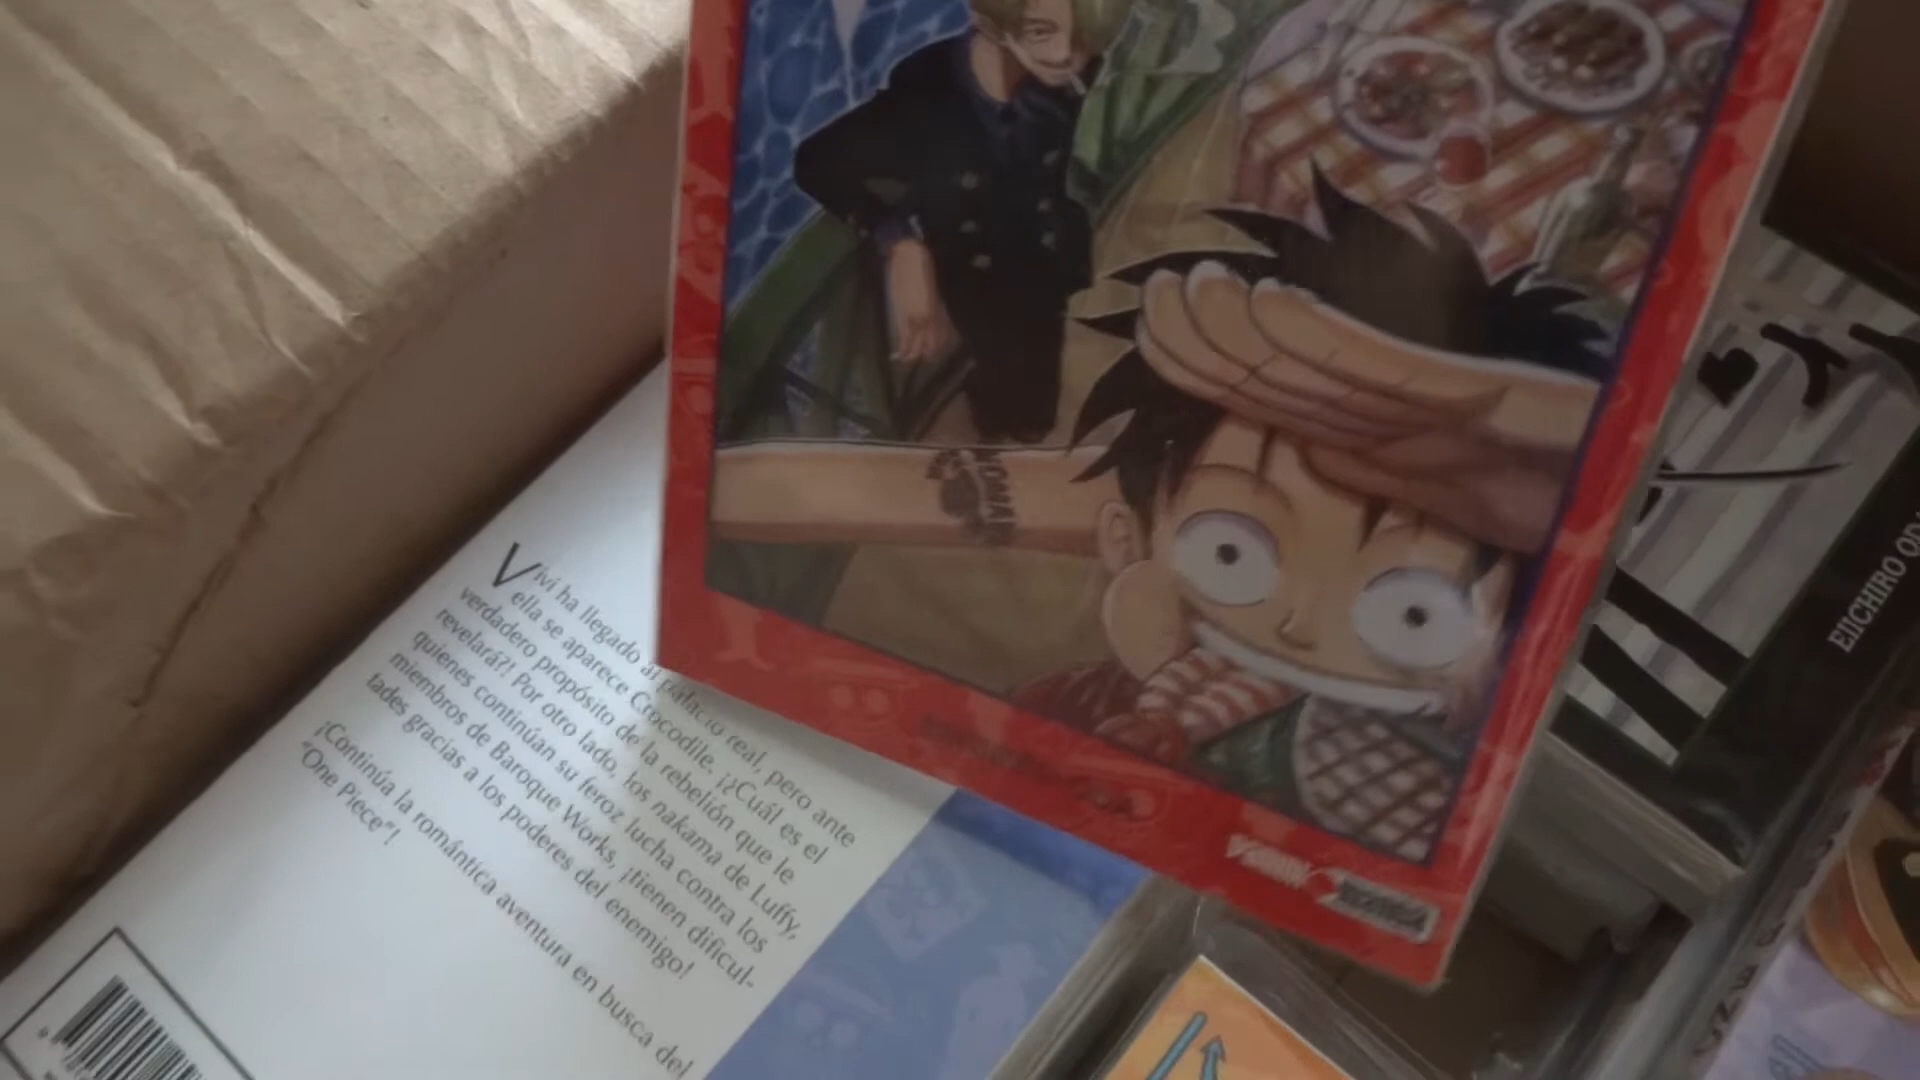 Vivi ha llegado al palacio real, pero ante
ella se aparece Crocodile. ¡¿Cuál es el
verdadero propósito de la rebelión que le
revelará?! Por otro lado, los nakama de Luffy,
quienes continúan su feroz lucha contra los
miembros de Baroque Works, ¡tienen dificul-
tades gracias a los poderes del enemigo!
¡Continúa la romántica aventura en busca del
"One Piece"!
EIICHIRO